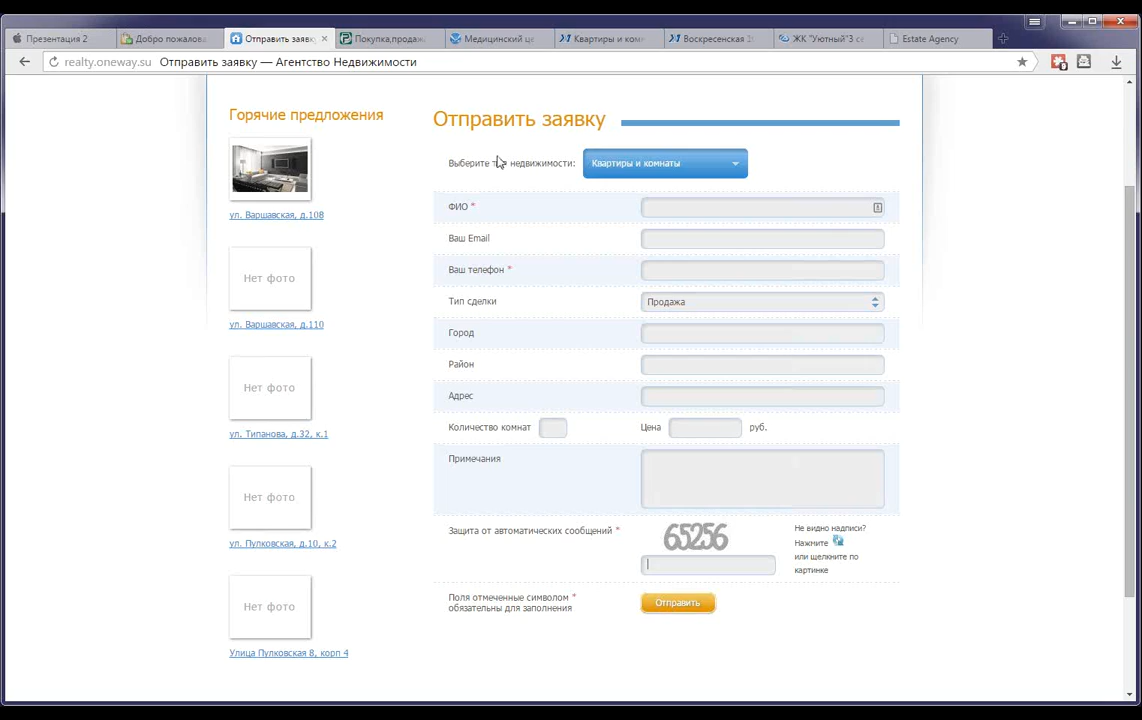 Презентация 2
Добро пожалов
Отправить заявк
Покупка,продаж
Медицинский це
Квартиры и комн
Воскресенская 1
ЖК "Уютный"3 се
Estate Agency
realty.oneway.su Отправить заявку — Агентство Недвижимости
Горячие предложения
ул. Варшавская, д.108
Нет фото
ул. Варшавская, д.110
Нет фото
ул. Типанова, д.32, к.1
Нет фото
ул. Пулковская, д.10, к.2
Нет фото
Улица Пулковская 8, корп 4
Отправить заявку
Выберите недвижимости: Квартиры и комнаты
ФИО *
Ваш Email
Ваш телефон *
Тип сделки Продажа
Город
Район
Адрес
Количество комнат Цена руб.
Примечания
Защита от автоматических сообщений * 65256
Не видно надписи?
Нажмите
или щелкните по
картинке
Поля отмеченные символом *
обязательны для заполнения
Отправить